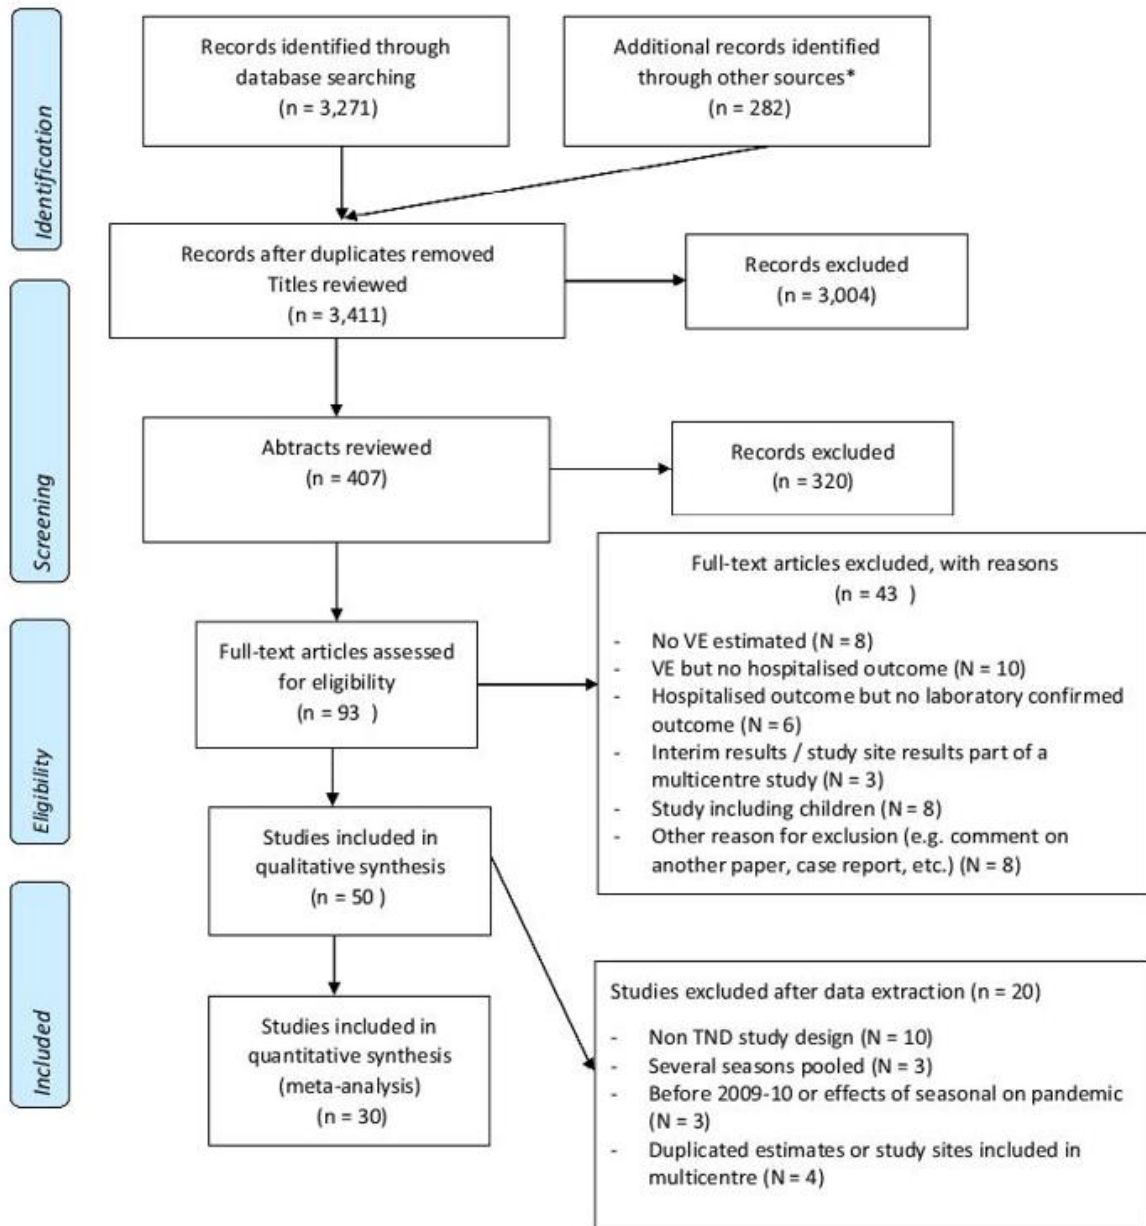 Identification
Records identified through
database searching
(n = 3,271)
Additional records identified
through other sources*
(n = 282)
Records after duplicates removed
Titles reviewed
(n = 3,411)
Records excluded
(n = 3,004)
Screening
Abtracts reviewed
(n = 407)
Records excluded
(n = 320)
Eligibility
Full-text articles assessed
for eligibility
(n = 93 )
Full-text articles excluded, with reasons
(n = 43 )
- No VE estimated (N = 8)
- VE but no hospitalised outcome (N = 10)
- Hospitalised outcome but no laboratory confirmed
outcome (N = 6)
- Interim results / study site results part of a
multicentre study (N = 3)
- Study including children (N = 8)
- Other reason for exclusion (e.g. comment on
another paper, case report, etc.) (N = 8)
Studies included in
qualitative synthesis
(n = 50 )
Included
Studies included in
quantitative synthesis
(meta-analysis)
(n = 30)
Studies excluded after data extraction (n = 20)
- Non TND study design (N = 10)
- Several seasons pooled (N = 3)
- Before 2009-10 or effects of seasonal on pandemic
(N = 3)
- Duplicated estimates or study sites included in
multicentre (N = 4)